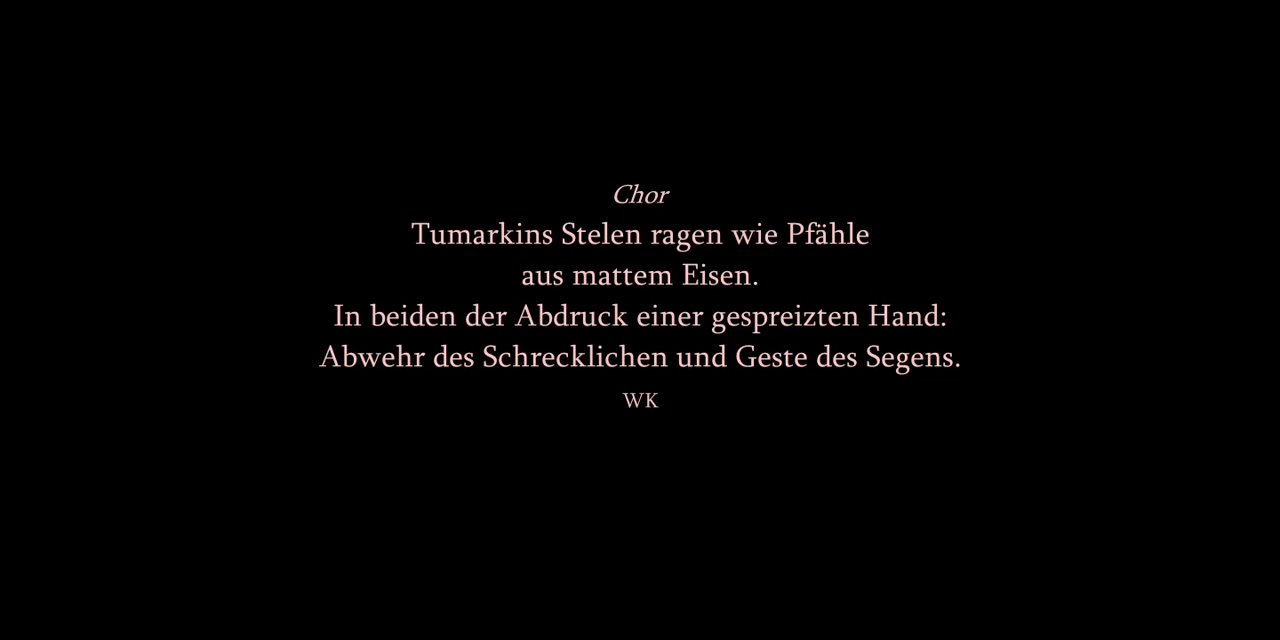 Chor
Tumarkins Stelen ragen wie Pfähle
aus mattem Eisen.
In beiden der Abdruck einer gespreizten Hand:
Abwehr des Schrecklichen und Geste des Segens.
WK